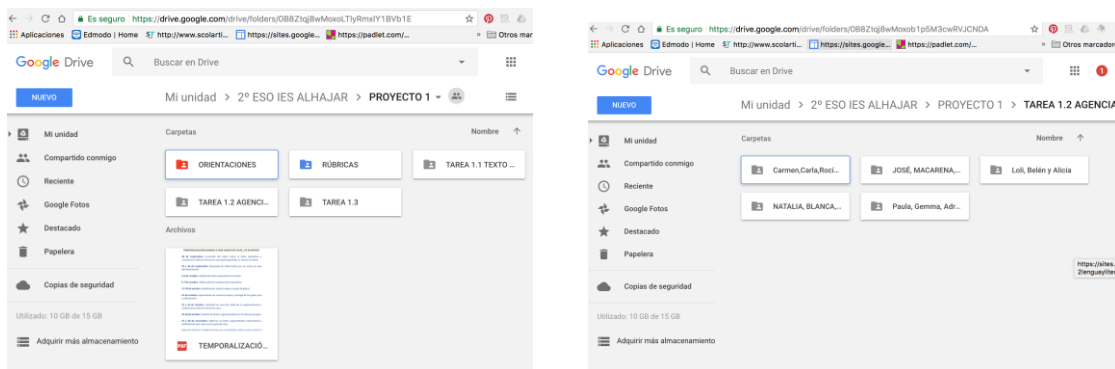 Es seguro https://drive.google.com/drive/folders/0B8Ztqj8wMoxoLTlyRmxIY1BVb1E
Aplicaciones Edmodo | Home http://www.scolarti... https://sites.google... https://padlet.com/... » Otros mar
Google Drive Buscar en Drive
NUEVO Mi unidad > 2º ESO IES ALHAJAR > PROYECTO 1
Mi unidad
Compartido conmigo
Reciente
Google Fotos
Destacado
Papelera
Copias de seguridad
Utilizado: 10 GB de 15 GB
Adquirir más almacenamiento
Carpetas Nombre
ORIENTACIONES RÚBRICAS TAREA 1.1 TEXTO ...
TAREA 1.2 AGENCI... TAREA 1.3
Archivos
PDF TEMPORALIZACIÓ...
Es seguro https://drive.google.com/drive/folders/0B8Ztqj8wMoxob1p5M3cwRVJCNDA
Aplicaciones Edmodo | Home http://www.scolarti... https://sites.google... https://padlet.com/... » Otros marcador
Google Drive Buscar en Drive 1
NUEVO Mi unidad > 2º ESO IES ALHAJAR > PROYECTO 1 > TAREA 1.2 AGENCIA
Mi unidad
Compartido conmigo
Reciente
Google Fotos
Destacado
Papelera
Copias de seguridad
Utilizado: 10 GB de 15 GB
Adquirir más almacenamiento
Carpetas Nombre
Carmen,Carla,Rocí... JOSÉ, MACARENA,... Loli, Belén y Alicia
NATALIA, BLANCA,... Paula, Gemma, Adr...
https://sites.
2lenguayliter